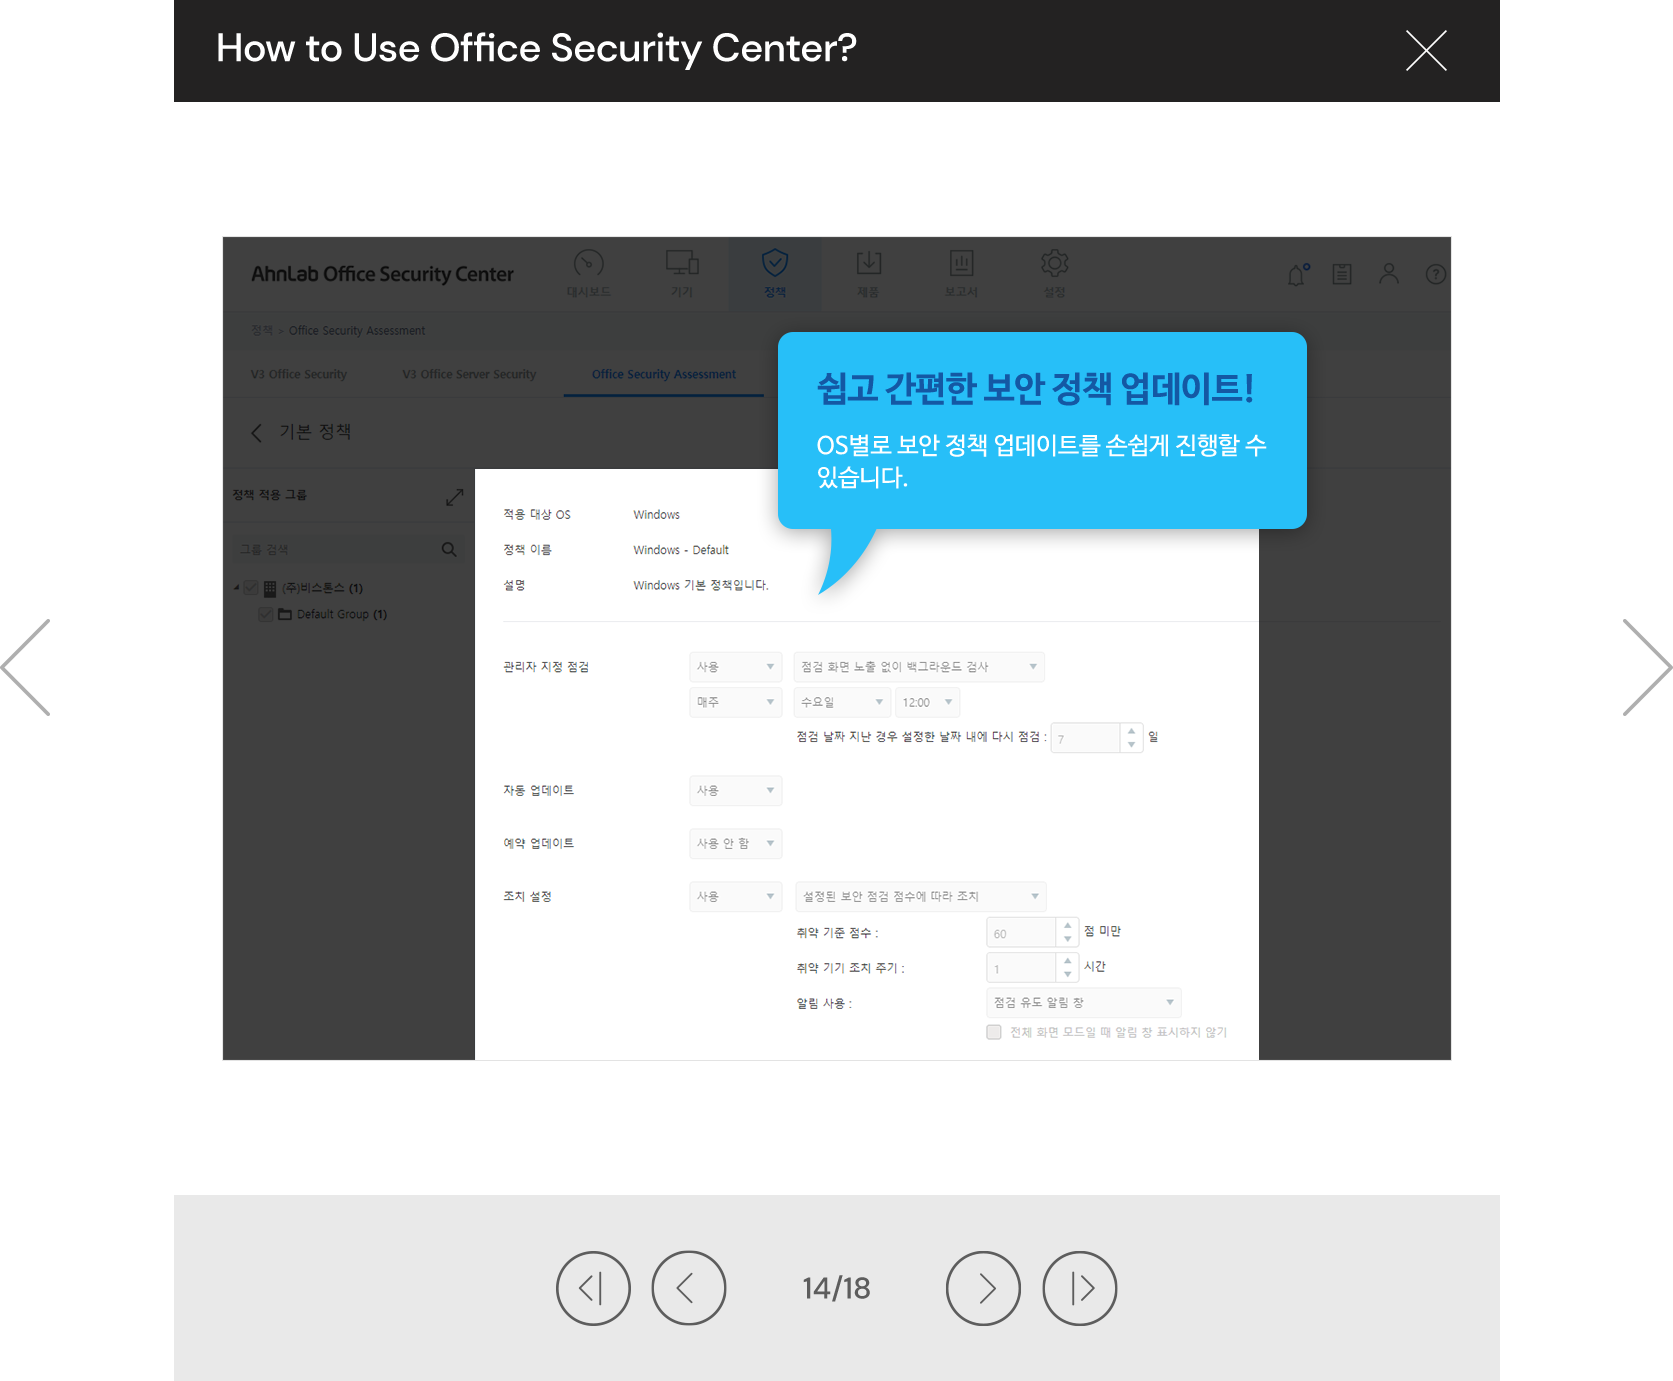 How to Use Office Security Center?
AhnLab Office Security Center
대시보드
기기
정책
제품
보고서
설정
정책 » Office Security Assessment
V3 Office Security
V3 Office Server Security
Office Security Assessment
쉽고 간편한 보안 정책 업데이트!
OS별로 보안 정책 업데이트를 손쉽게 진행할 수
있습니다.
기본 정책
정책 적용 그룹
그룹 검색
(주)비스톤스 (1)
Default Group (1)
적용 대상 OS Windows
정책 이름 Windows - Default
설명 Windows 기본 정책입니다.
관리자 지정 점검 사용 점검 화면 노출 없이 백그라운드 검사
매주 수요일 12:00
점검 날짜 지난 경우 설정한 날짜 내에 다시 점검 : 7 일
자동 업데이트 사용
예약 업데이트 사용 안 함
조치 설정 사용 설정된 보안 점검 점수에 따라 조치
취약 기준 점수 : 60 점 미만
취약 기기 조치 주기 : 1 시간
알림 사용 : 점검 유도 알림 창
전체 화면 모드일 때 알림 창 표시하지 않기
14/18